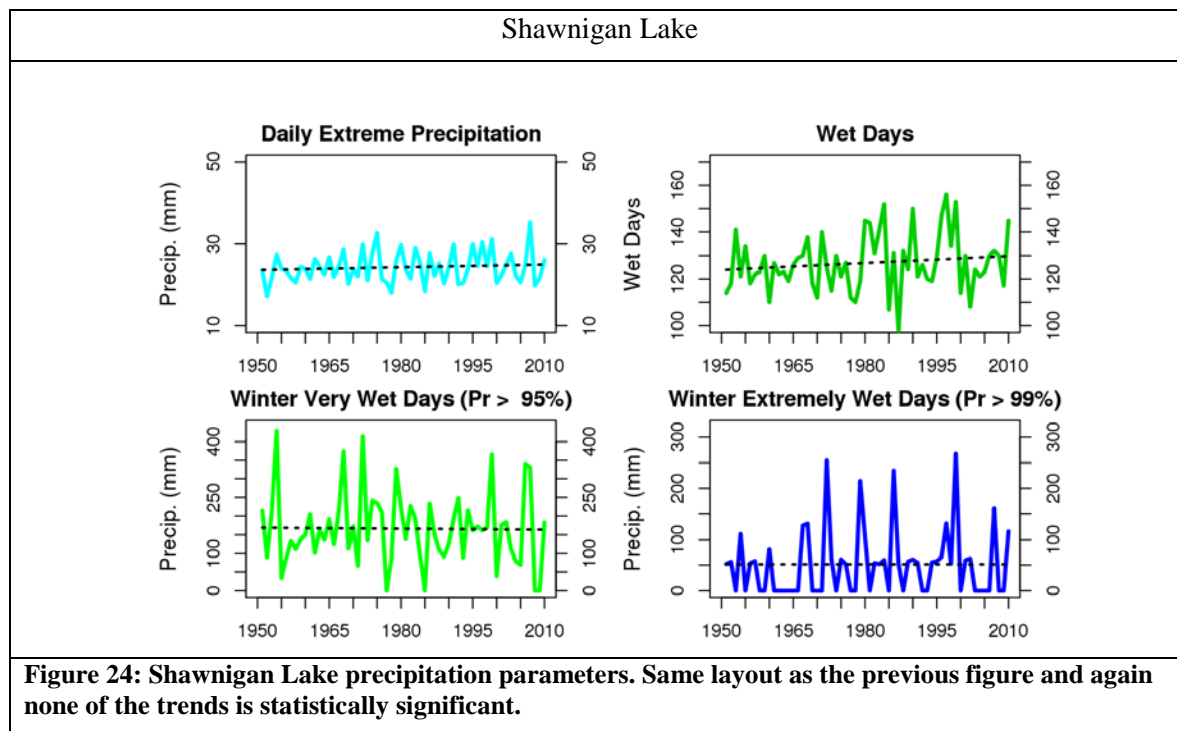 Shawnigan Lake
Daily Extreme Precipitation
Precip. (mm)
10 30 50
10 30 50
1950 1965 1980 1995 2010
Wet Days
Wet Days
100 120 140 160
100 120 140 160
1950 1965 1980 1995 2010
Winter Very Wet Days (Pr > 95%)
Precip. (mm)
0 100 250 400
0 100 250 400
1950 1965 1980 1995 2010
Winter Extremely Wet Days (Pr > 99%)
Precip. (mm)
0 100 200 300
0 100 200 300
1950 1965 1980 1995 2010
Figure 24: Shawnigan Lake precipitation parameters. Same layout as the previous figure and again
none of the trends is statistically significant.